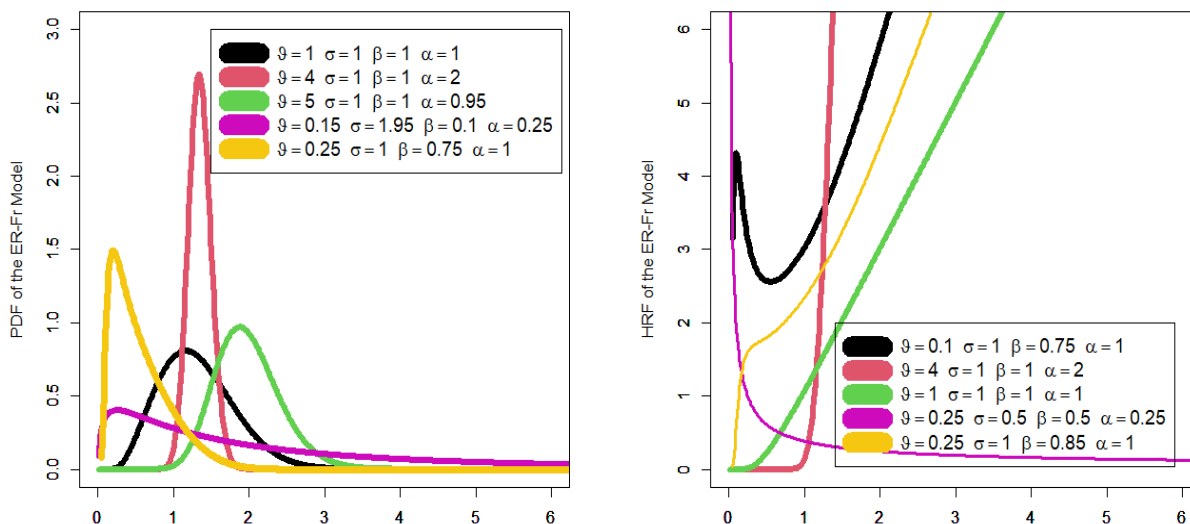 PDF of the ER-Fr Model
3.0
2.5
2.0
1.5
1.0
0.5
0.0
ϑ=1 σ=1 β=1 α=1
ϑ=4 σ=1 β=1 α=2
ϑ=5 σ=1 β=1 α=0.95
ϑ=0.15 σ=1.95 β=0.1 α=0.25
ϑ=0.25 σ=1 β=0.75 α=1
0 1 2 3 4 5 6
HRF of the ER-Fr Model
6
5
4
3
2
1
0
ϑ=0.1 σ=1 β=0.75 α=1
ϑ=4 σ=1 β=1 α=2
ϑ=1 σ=1 β=1 α=1
ϑ=0.25 σ=0.5 β=0.5 α=0.25
ϑ=0.25 σ=1 β=0.85 α=1
0 1 2 3 4 5 6